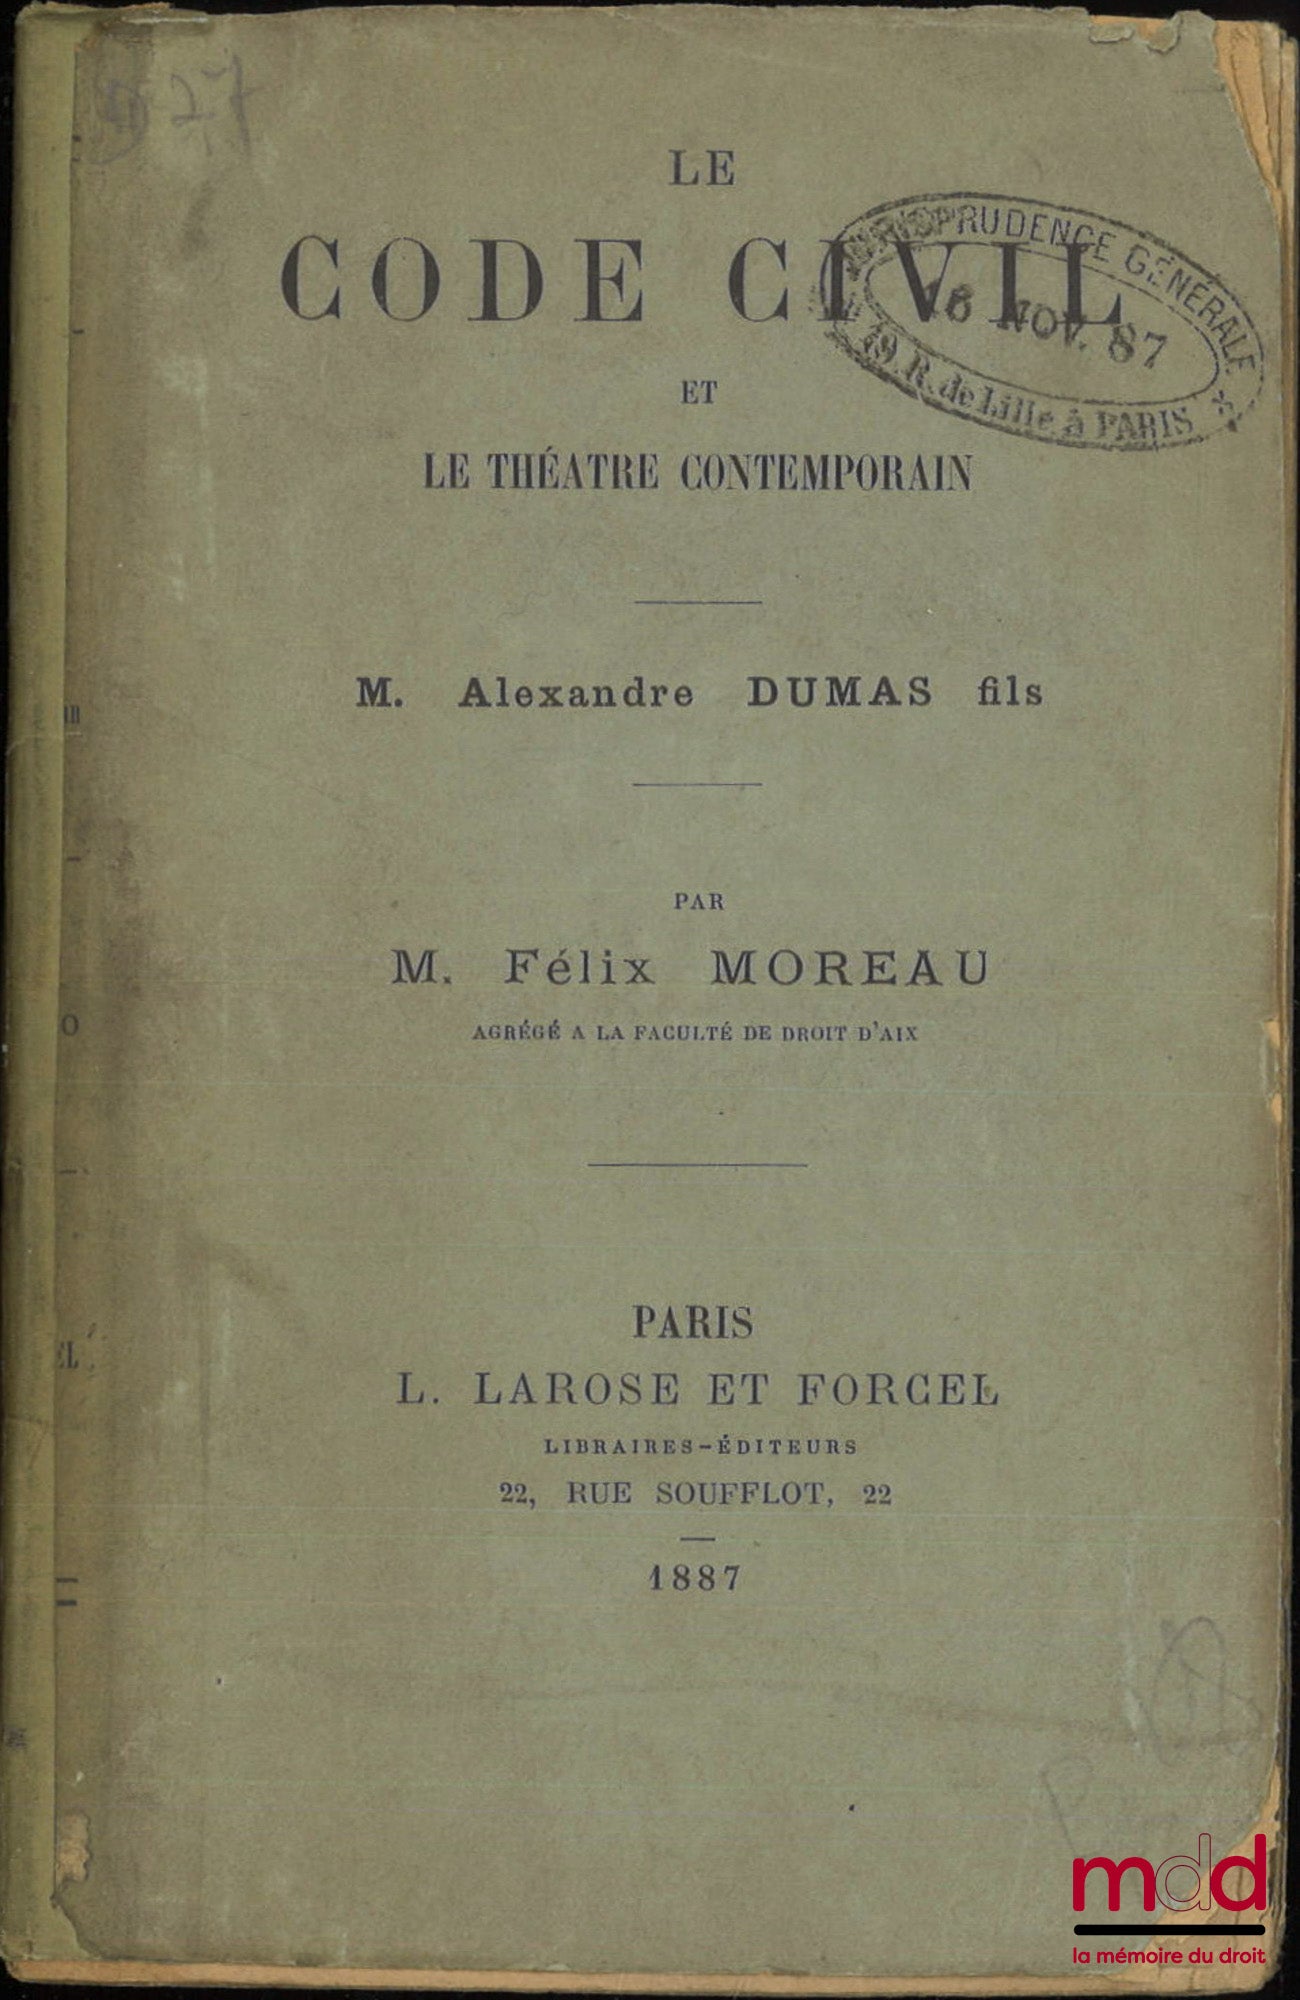 LE
CODE CIVIL
ET
LE THÉATRE CONTEMPORAIN
M. Alexandre DUMAS fils
PAR
M. Félix MOREAU
AGRÉGÉ A LA FACULTÉ DE DROIT D'AIX
PARIS
L. LAROSE ET FORCEL
LIBRAIRES-ÉDITEURS
22, RUE SOUFFLOT, 22
1887
JURISPRUDENCE GÉNÉRALE
16 NOV. 87
19, R. de Lille à PARIS
27
mdd
la mémoire du droit